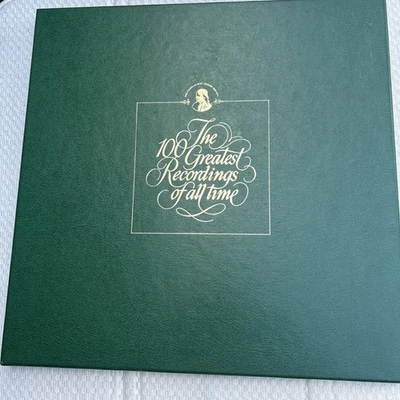 The
100 Greatest
Recordings
of all time